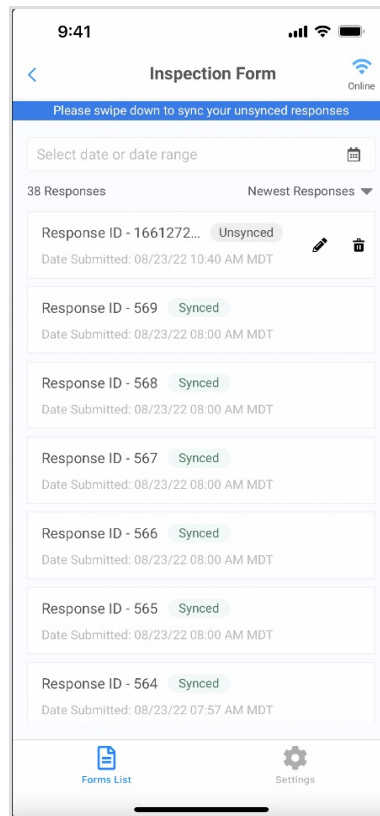 9:41
Inspection Form
Online
Please swipe down to sync your unsynced responses
Select date or date range
38 Responses Newest Responses
Response ID - 1661272... Unsynced
Date Submitted: 08/23/22 10:40 AM MDT
Response ID - 569 Synced
Date Submitted: 08/23/22 08:00 AM MDT
Response ID - 568 Synced
Date Submitted: 08/23/22 08:00 AM MDT
Response ID - 567 Synced
Date Submitted: 08/23/22 08:00 AM MDT
Response ID - 566 Synced
Date Submitted: 08/23/22 08:00 AM MDT
Response ID - 565 Synced
Date Submitted: 08/23/22 08:00 AM MDT
Response ID - 564 Synced
Date Submitted: 08/23/22 07:57 AM MDT
Forms List Settings